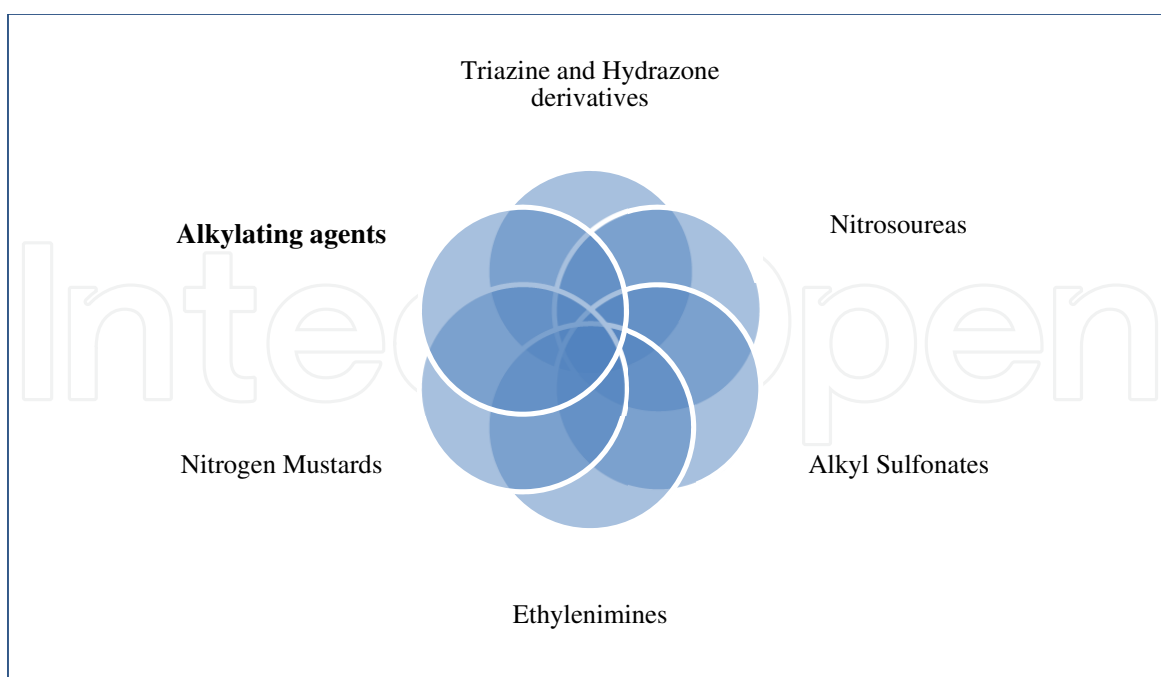 Triazine and Hydrazone
derivatives
Alkylating agents
Nitrosoureas
Nitrogen Mustards
Alkyl Sulfonates
Ethylenimines